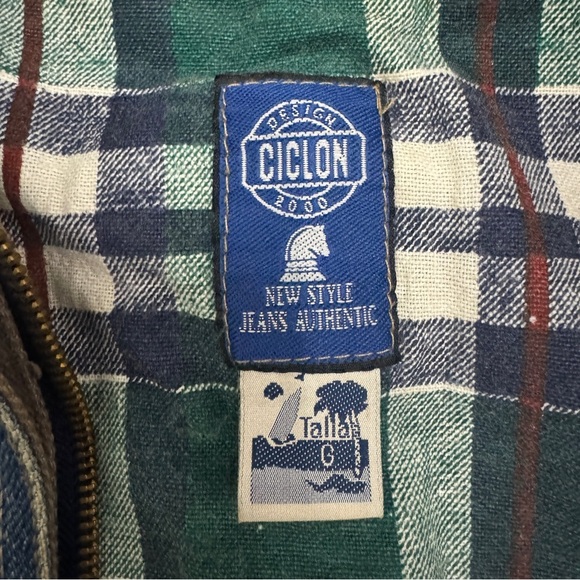 DESIGN
CICLON
2000
NEW STYLE
JEANS AUTHENTIC
Talla
G